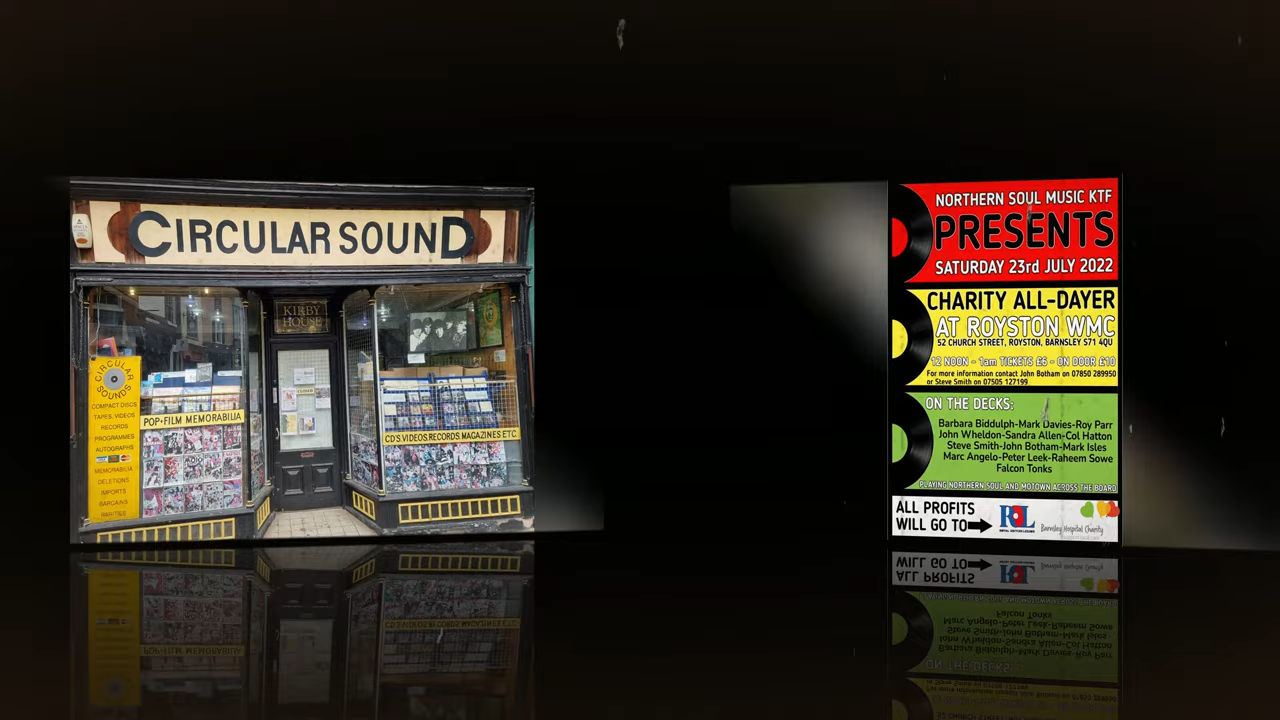 CIRCULAR SOUND
KIRBY
HOUSE
CIRCULAR
SOUNDS
COMPACT DISCS
TAPES, VIDEOS
RECORDS
PROGRAMMES
AUTOGRAPHS
MEMORABILIA
DELETIONS
IMPORTS
BARGAINS
RARITIES
POP+FILM MEMORABILIA
CLOSED
CD'S.VIDEOS.RECORDS.MAGAZINES ETC.
NORTHERN SOUL MUSIC KTF
PRESENTS
SATURDAY 23rd JULY 2022
CHARITY ALL-DAYER
AT ROYSTON WMC
52 CHURCH STREET, ROYSTON, BARNSLEY S71 4QU
12 NOON - 1am TICKETS £6 - ON DOOR £10
For more information contact John Botham on 07850 289950
or Steve Smith on 07505 127199
ON THE DECKS:
Barbara Biddulph-Mark Davies-Roy Parr
John Wheldon-Sandra Allen-Col Hatton
Steve Smith-John Botham-Mark Isles
Marc Angelo-Peter Leek-Raheem Sowe
Falcon Tonks
PLAYING NORTHERN SOUL AND MOTOWN ACROSS THE BOARD
ALL PROFITS
WILL GO TO
Barnsley Hospital Charity